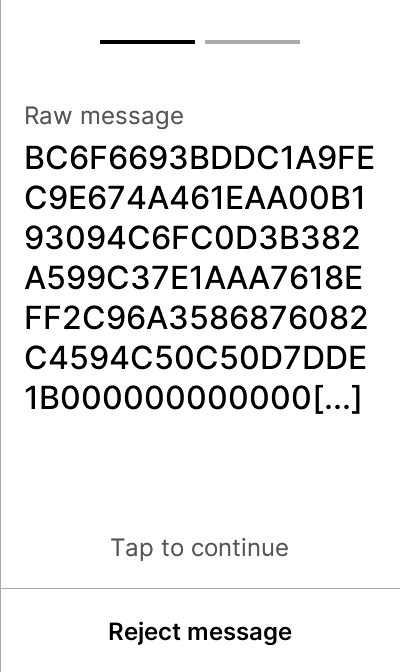 Raw message
BC6F6693BDDC1A9FE
C9E674A461EAA00B1
93094C6FC0D3B382
A599C37E1AAA7618E
FF2C96A3586876082
C4594C50C50D7DDE
1B000000000000[...]
Tap to continue
Reject message